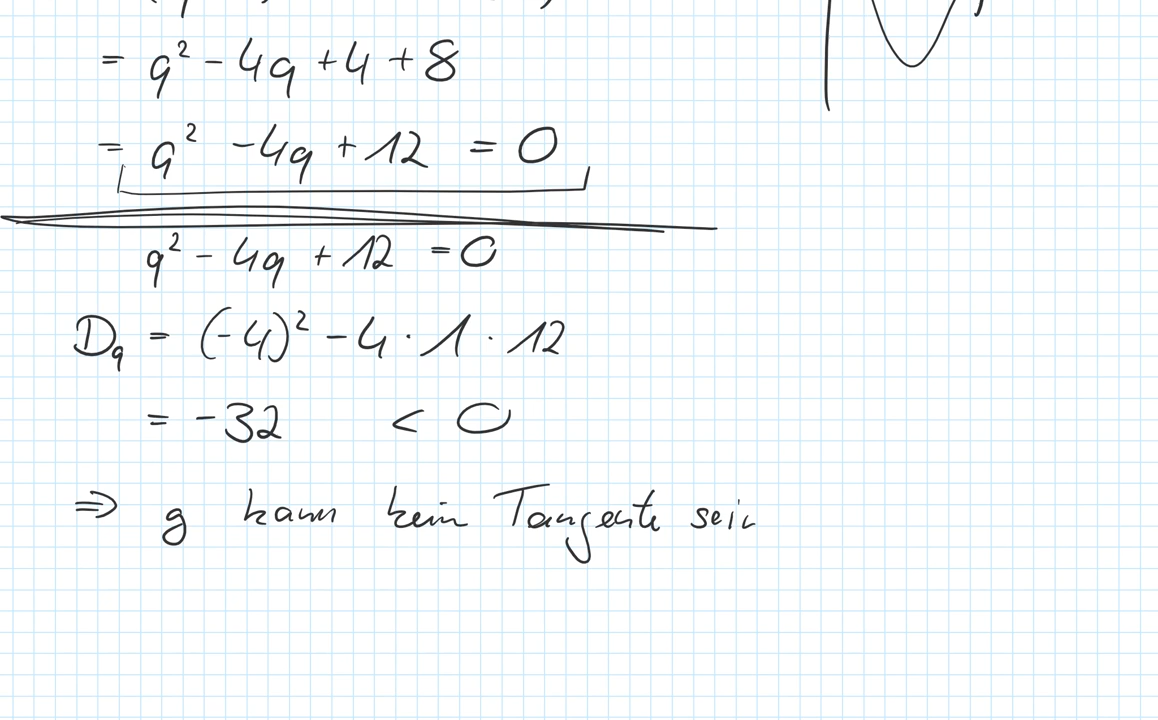 = q² - 4q + 4 + 8
= q² - 4q + 12 = 0
q² - 4q + 12 = 0
D_q = (-4)² - 4 · 1 · 12
= -32 < 0
⇒ g kann kein Tangente sein